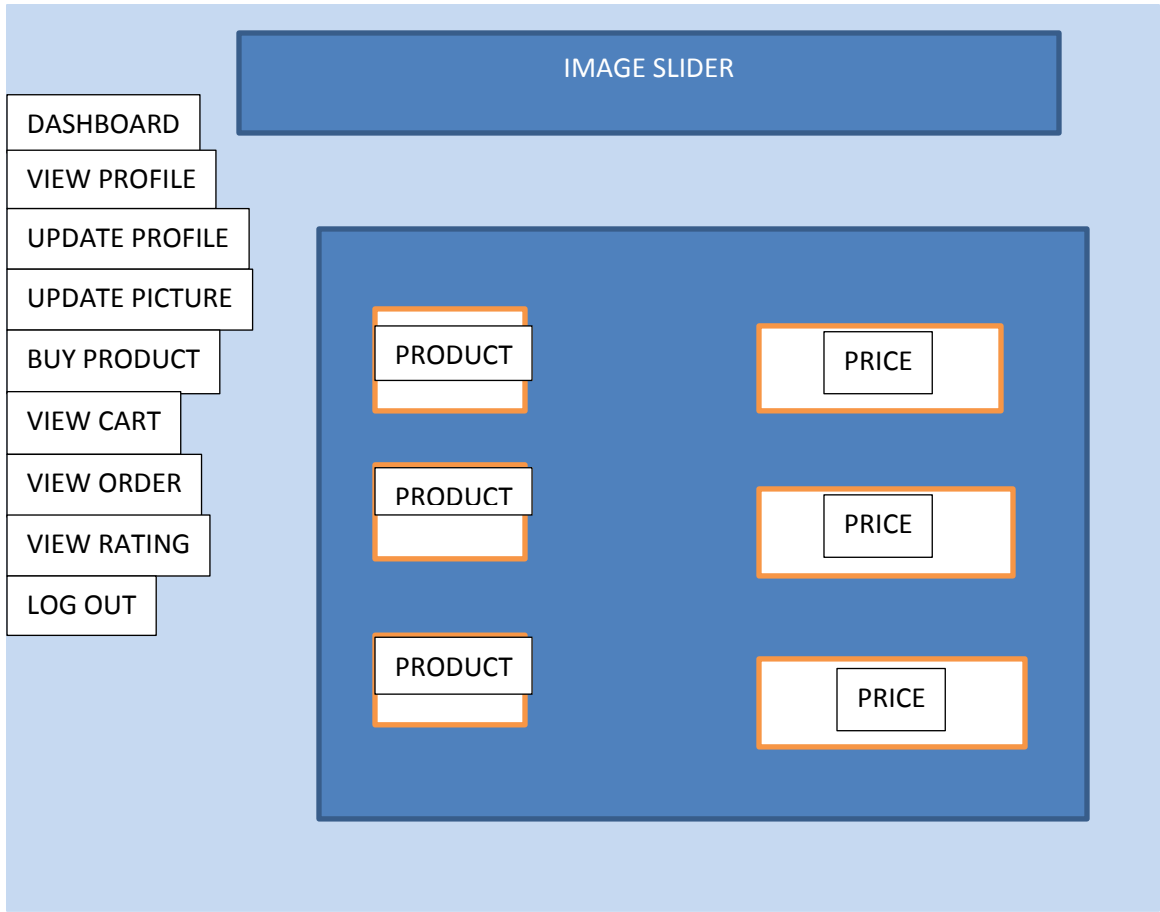 IMAGE SLIDER
DASHBOARD
VIEW PROFILE
UPDATE PROFILE
UPDATE PICTURE
BUY PRODUCT
VIEW CART
VIEW ORDER
VIEW RATING
LOG OUT
PRODUCT
PRICE
PRODUCT
PRICE
PRODUCT
PRICE